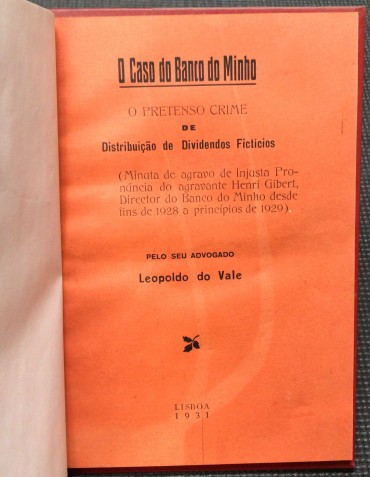 O Caso do Banco do Minho
O PRETENSO CRIME
DE
Distribuição de Dividendos Ficticios
(Minuta de agravo de Injusta Pro-
núncia do agravante Henri Gibert,
Director do Banco do Minho desde
fins de 1928 a principios de 1929).
PELO SEU ADVOGADO
Leopoldo do Vale
LISBOA
1931